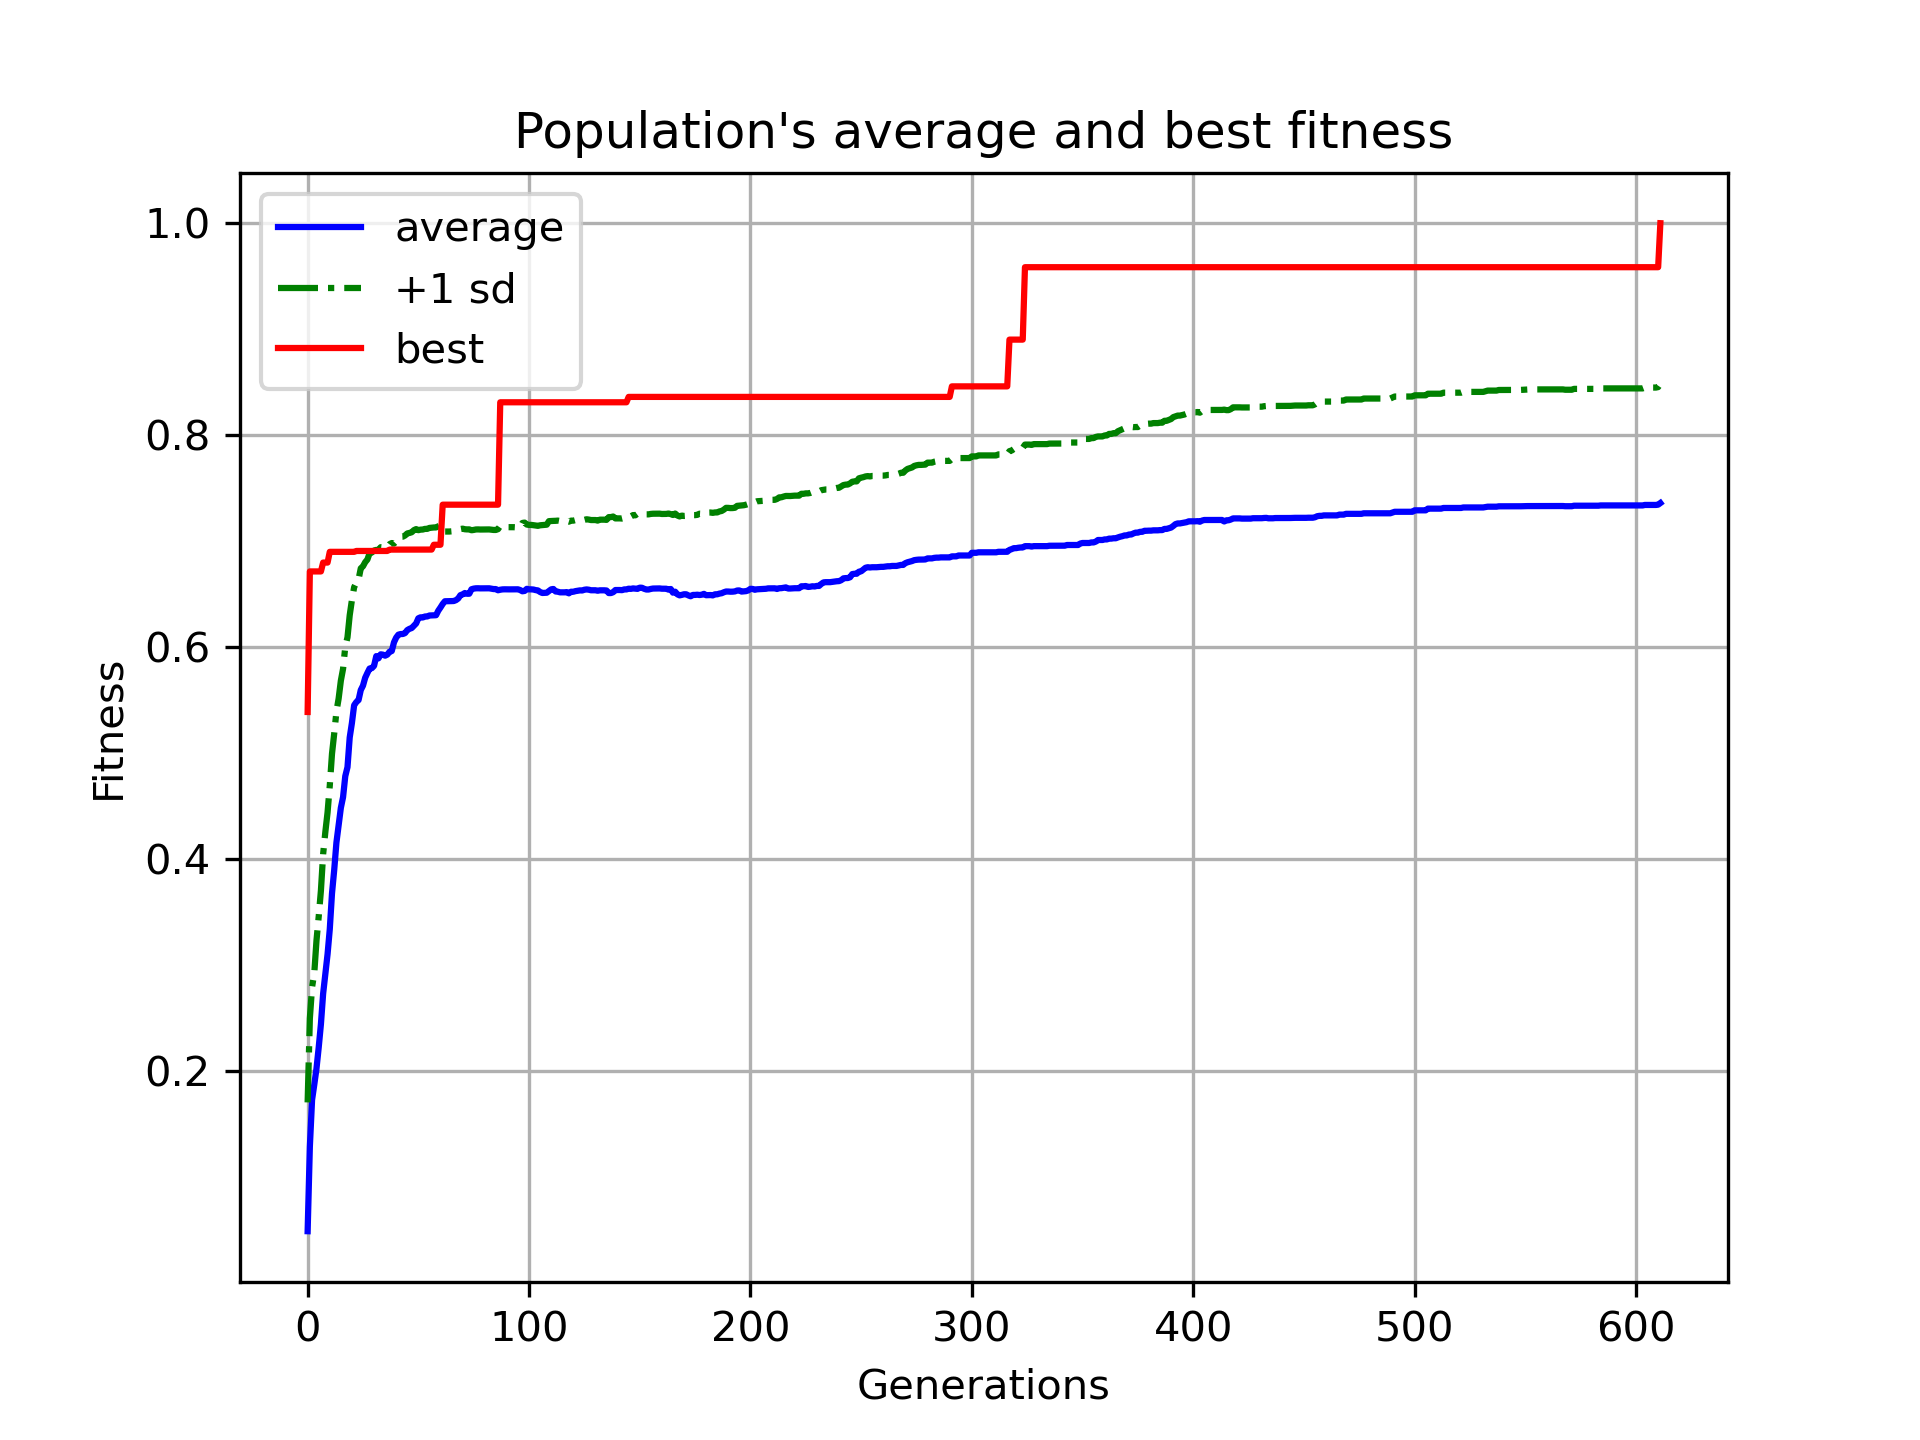 Population's average and best fitness
average
+1 sd
best
1.0
0.8
0.6
0.4
0.2
Fitness
0 100 200 300 400 500 600
Generations